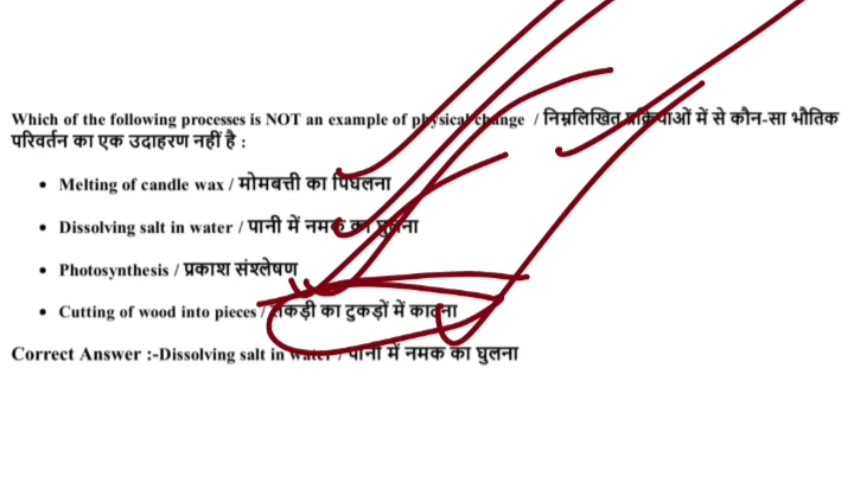 Which of the following processes is NOT an example of physical change / निम्नलिखित प्रक्रियाओं में से कौन-सा भौतिक
परिवर्तन का एक उदाहरण नहीं है :
• Melting of candle wax / मोमबत्ती का पिघलना
• Dissolving salt in water / पानी में नमक का घुलना
• Photosynthesis / प्रकाश संश्लेषण
• Cutting of wood into pieces / लकड़ी का टुकड़ों में काटना
Correct Answer :-Dissolving salt in water / पानी में नमक का घुलना